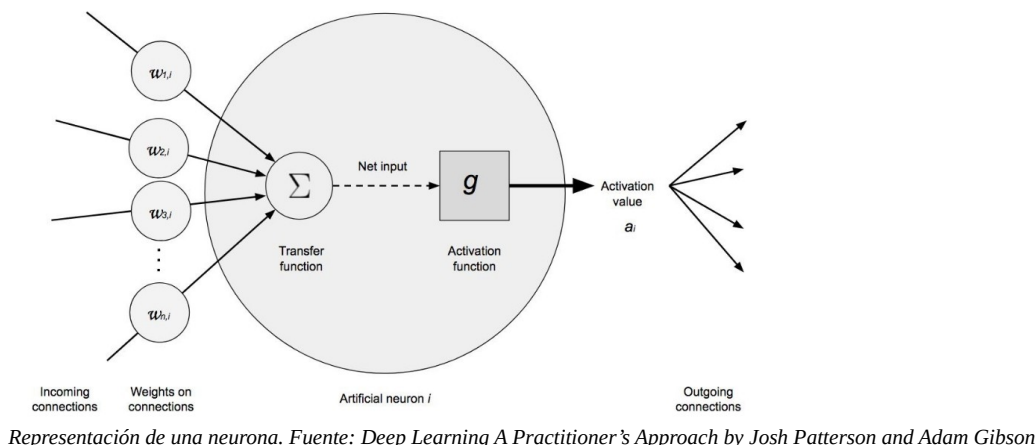 w1,i
w2,i
w3,i
wn,i
Σ
Net input
g
Transfer
function
Activation
function
Activation
value
ai
Incoming
connections
Weights on
connections
Artificial neuron i
Outgoing
connections
Representación de una neurona. Fuente: Deep Learning A Practitioner’s Approach by Josh Patterson and Adam Gibson